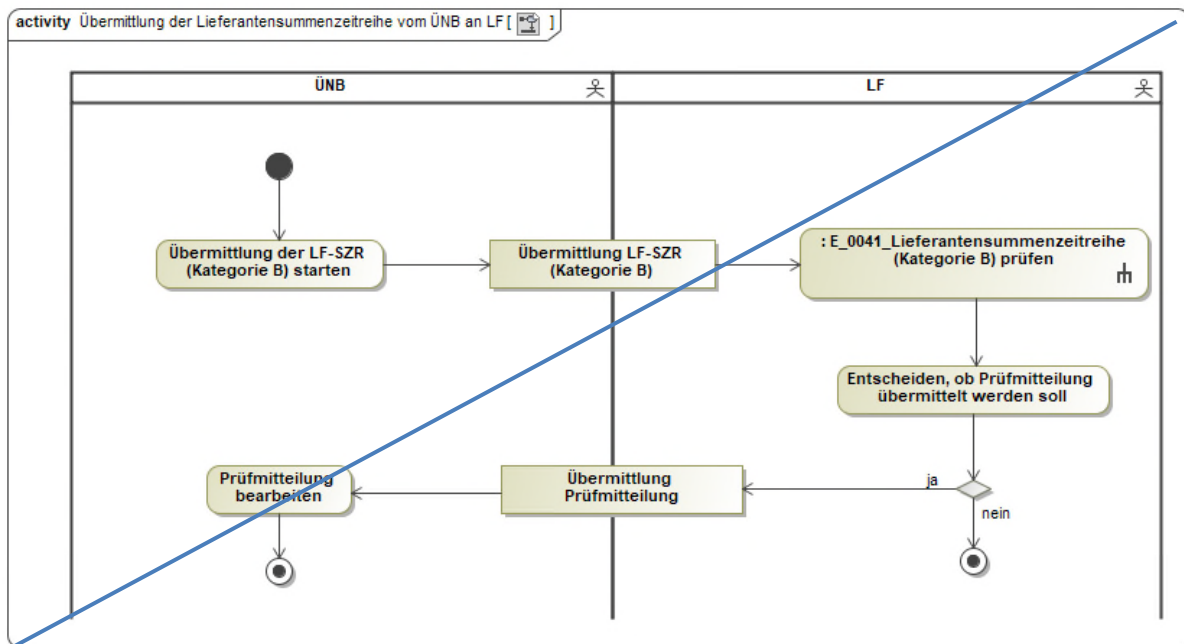 activity Übermittlung der Lieferantensummenzeitreihe vom ÜNB an LF [ ]
ÜNB
LF
Übermittlung der LF-SZR
(Kategorie B) starten
Übermittlung LF-SZR
(Kategorie B)
: E_0041_Lieferantensummenzeitreihe
(Kategorie B) prüfen
Entscheiden, ob Prüfmitteilung
übermittelt werden soll
Prüfmitteilung
bearbeiten
Übermittlung
Prüfmitteilung
ja
nein